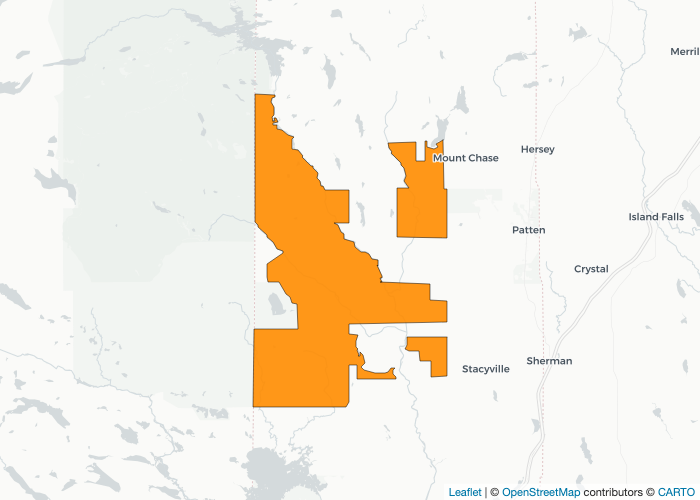 Merril
Mount Chase
Hersey
Island Falls
Patten
Crystal
Sherman
Stacyville
Leaflet | © OpenStreetMap contributors © CARTO